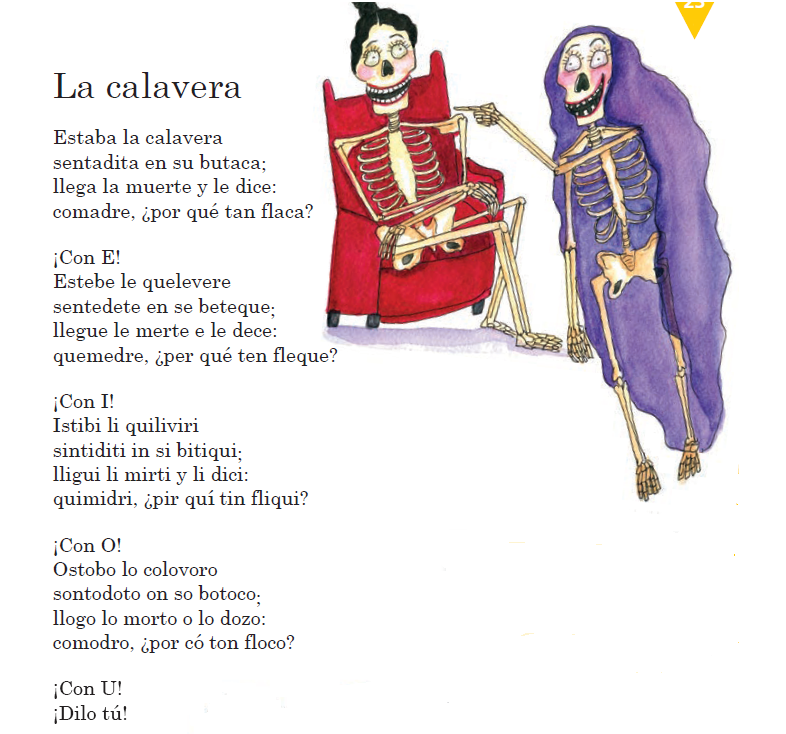 23
La calavera
Estaba la calavera
sentadita en su butaca;
llega la muerte y le dice:
comadre, ¿por qué tan flaca?
¡Con E!
Estebe le quelevere
sentedete en se beteque;
llegue le merte e le dece:
quemedre, ¿per qué ten fleque?
¡Con I!
Istibi li quiliviri
sintiditi in si bitiqui;
lligui li mirti y li dici:
quimidri, ¿pir quí tin fliqui?
¡Con O!
Ostobo lo colovoro
sontodoto on so botoco;
llogo lo morto o lo dozo:
comodro, ¿por có ton floco?
¡Con U!
¡Dilo tú!